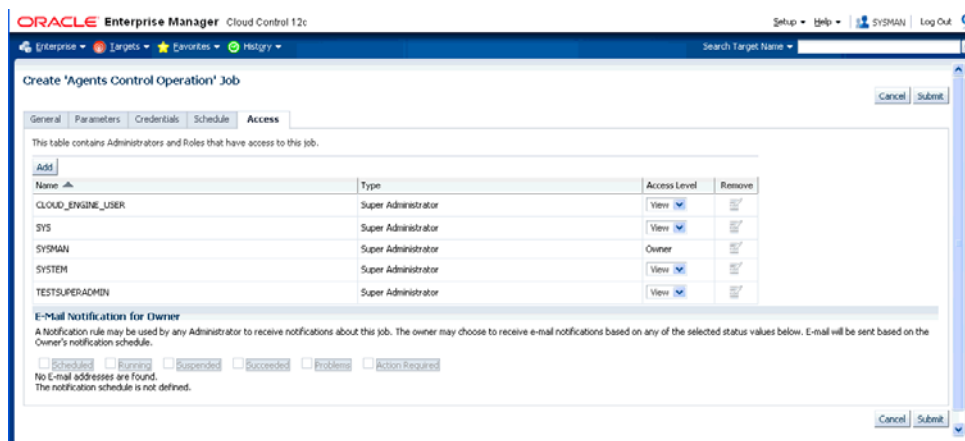 ORACLE Enterprise Manager Cloud Control 12c
Setup Help SYSMAN Log Out
Enterprise Targets Favorites History Search Target Name
Create 'Agents Control Operation' Job
Cancel Submit
General Parameters Credentials Schedule Access
This table contains Administrators and Roles that have access to this job.
Add
Name Type Access Level Remove
CLOUD_ENGINE_USER Super Administrator View
SYS Super Administrator View
SYSMAN Super Administrator Owner
SYSTEM Super Administrator View
TESTSUPERADMIN Super Administrator View
E-Mail Notification for Owner
A Notification rule may be used by any Administrator to receive notifications about this job. The owner may choose to receive e-mail notifications based on any of the selected status values below. E-mail will be sent based on the
Owner's notification schedule.
Scheduled Running Suspended Succeeded Problems Action Required
No E-mail addresses are found.
The notification schedule is not defined.
Cancel Submit